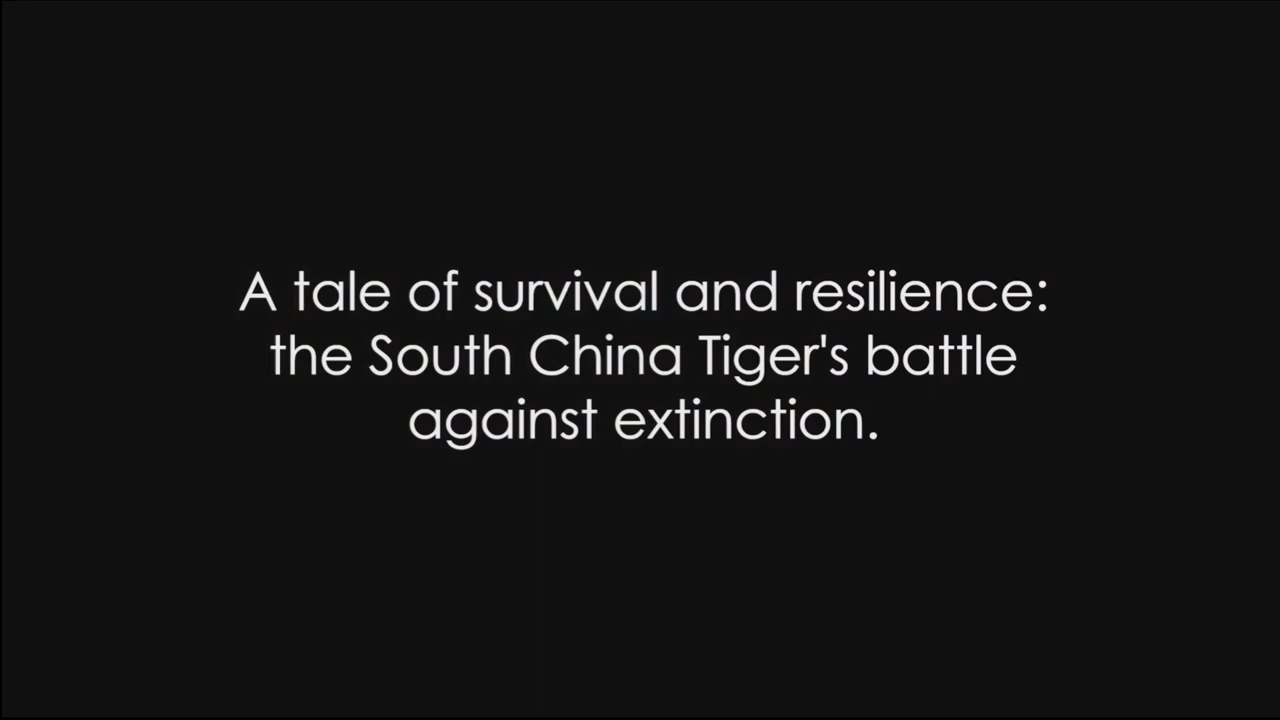 A tale of survival and resilience:
the South China Tiger's battle
against extinction.